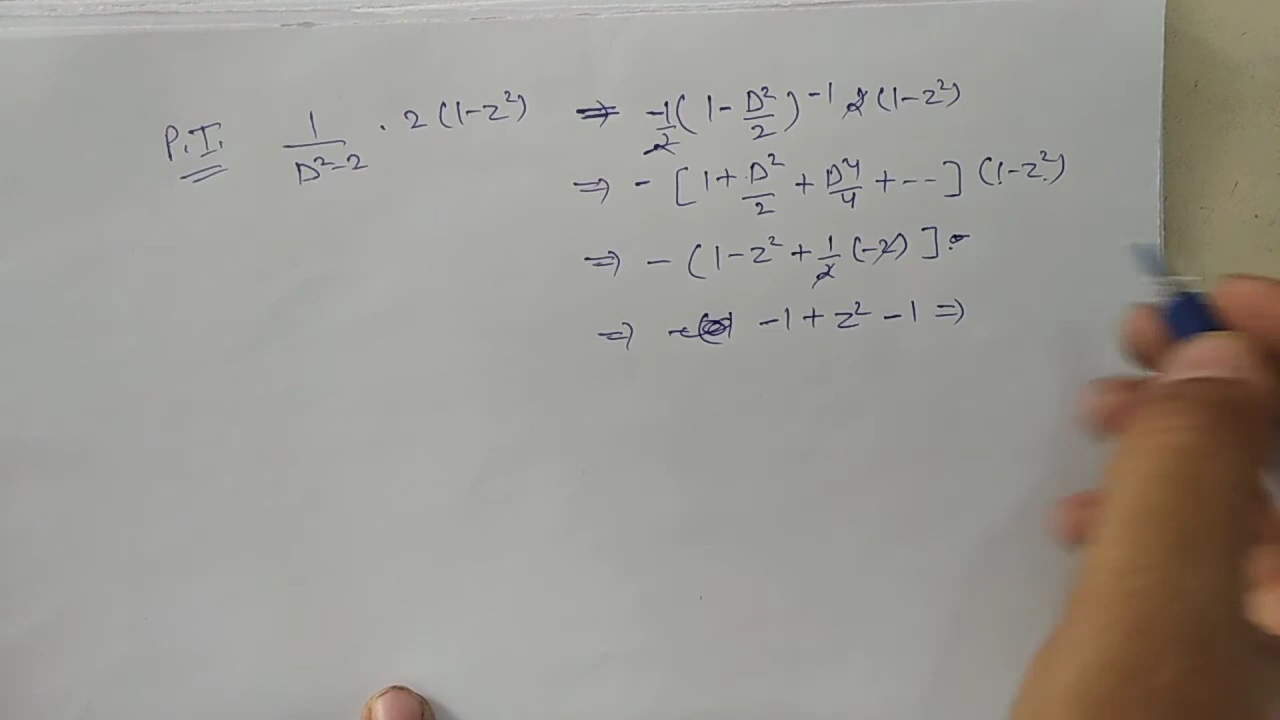 P.I. 1/(D²-2) · 2(1-z²) ⇒ -1/2 (1 - D²/2)⁻¹ 2(1-z²)
⇒ - [1 + D²/2 + D⁴/4 + --] (1-z²)
⇒ - (1 - z² + 1/2 (-2) ]
⇒ -1 + z² - 1 ⇒